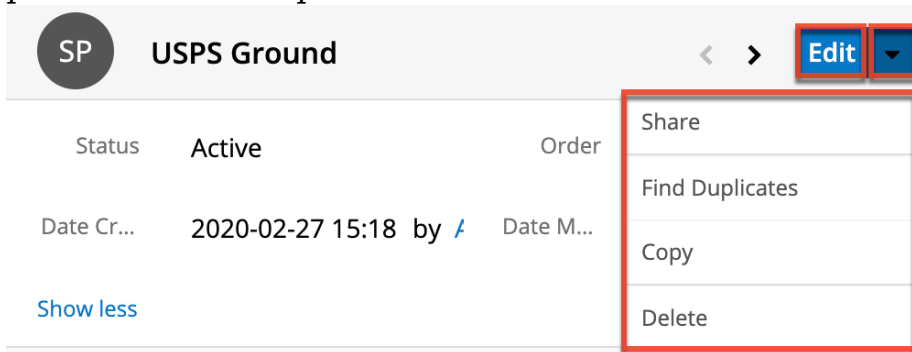 SP USPS Ground Edit
Share
Status Active Order
Find Duplicates
Date Cr... 2020-02-27 15:18 by Date M...
Copy
Show less
Delete